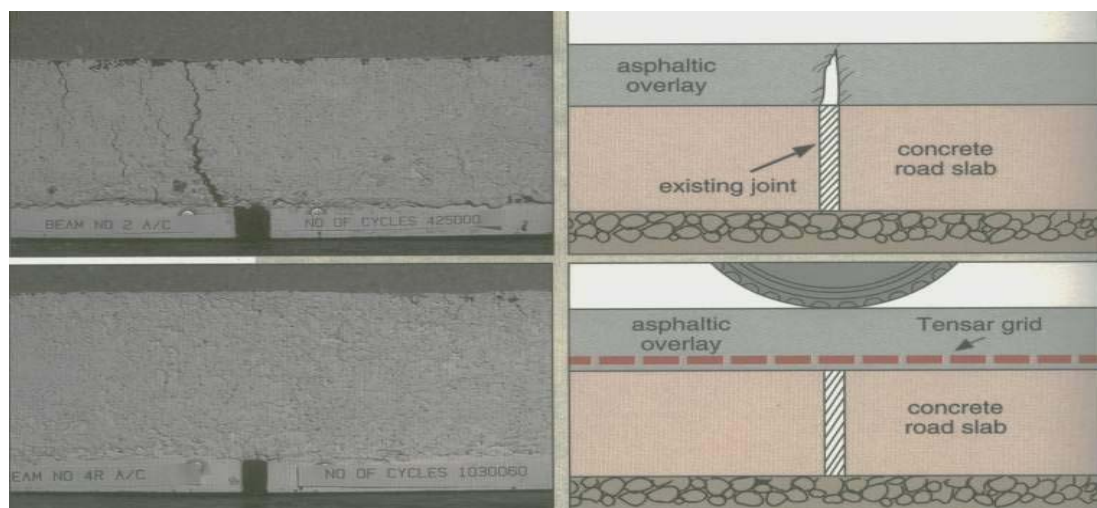 BEAM NO 2 A/C
NO OF CYCLES 425000
asphaltic
overlay
existing joint
concrete
road slab
EAM NO 4R A/C
NO OF CYCLES 1030060
asphaltic
overlay
Tensar grid
concrete
road slab